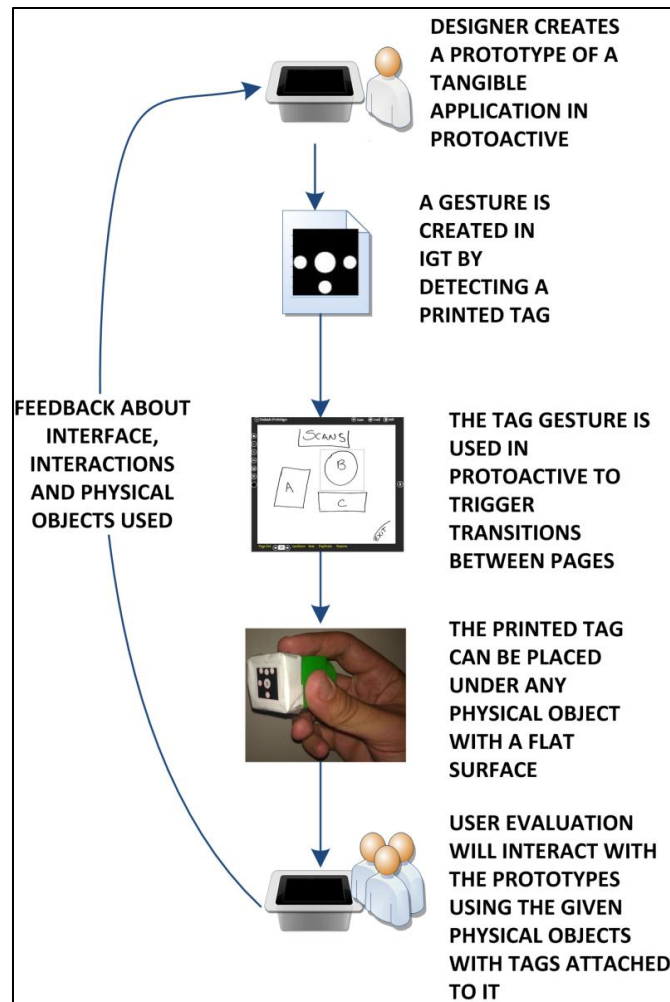 DESIGNER CREATES
A PROTOTYPE OF A
TANGIBLE
APPLICATION IN
PROTOACTIVE
A GESTURE IS
CREATED IN
IGT BY
DETECTING A
PRINTED TAG
FEEDBACK ABOUT
INTERFACE,
INTERACTIONS
AND PHYSICAL
OBJECTS USED
SCANS
A
B
C
EXIT
THE TAG GESTURE IS
USED IN
PROTOACTIVE TO
TRIGGER
TRANSITIONS
BETWEEN PAGES
THE PRINTED TAG
CAN BE PLACED
UNDER ANY
PHYSICAL OBJECT
WITH A FLAT
SURFACE
USER EVALUATION
WILL INTERACT WITH
THE PROTOTYPES
USING THE GIVEN
PHYSICAL OBJECTS
WITH TAGS ATTACHED
TO IT